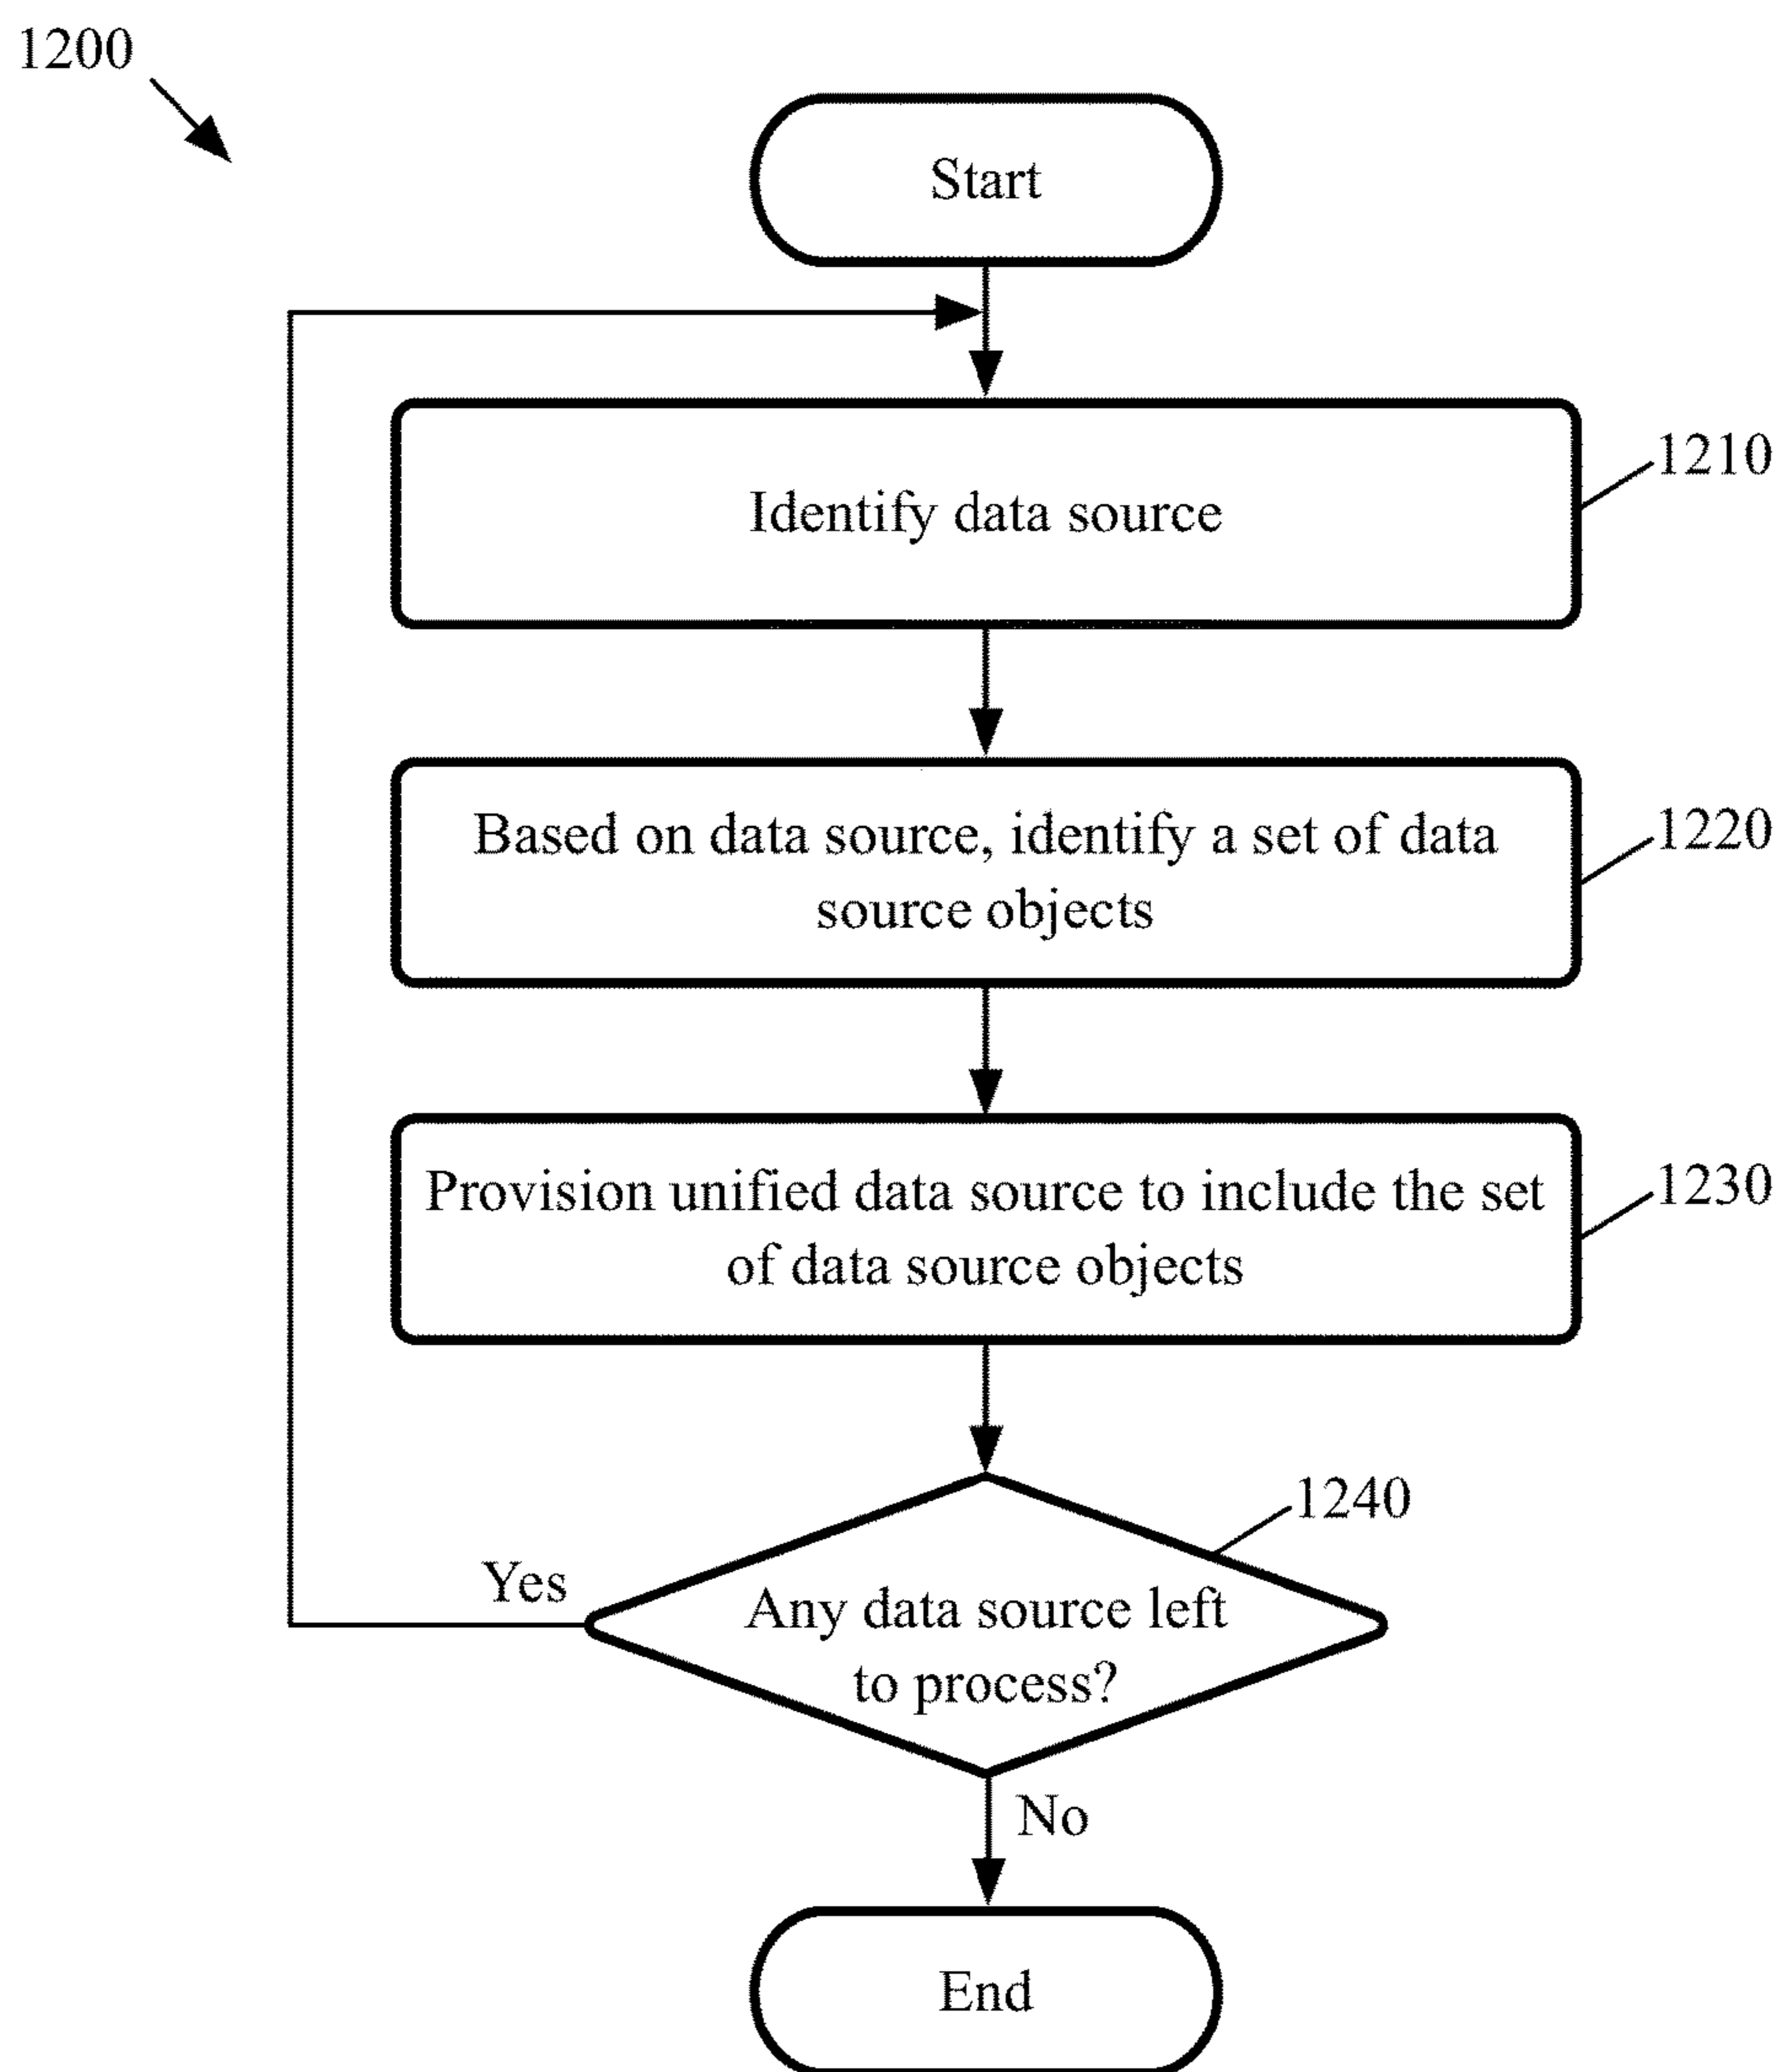 1200
Start
Identify data source
1210
Based on data source, identify a set of data
source objects
1220
Provision unified data source to include the set
of data source objects
1230
1240
Yes
Any data source left
to process?
No
End